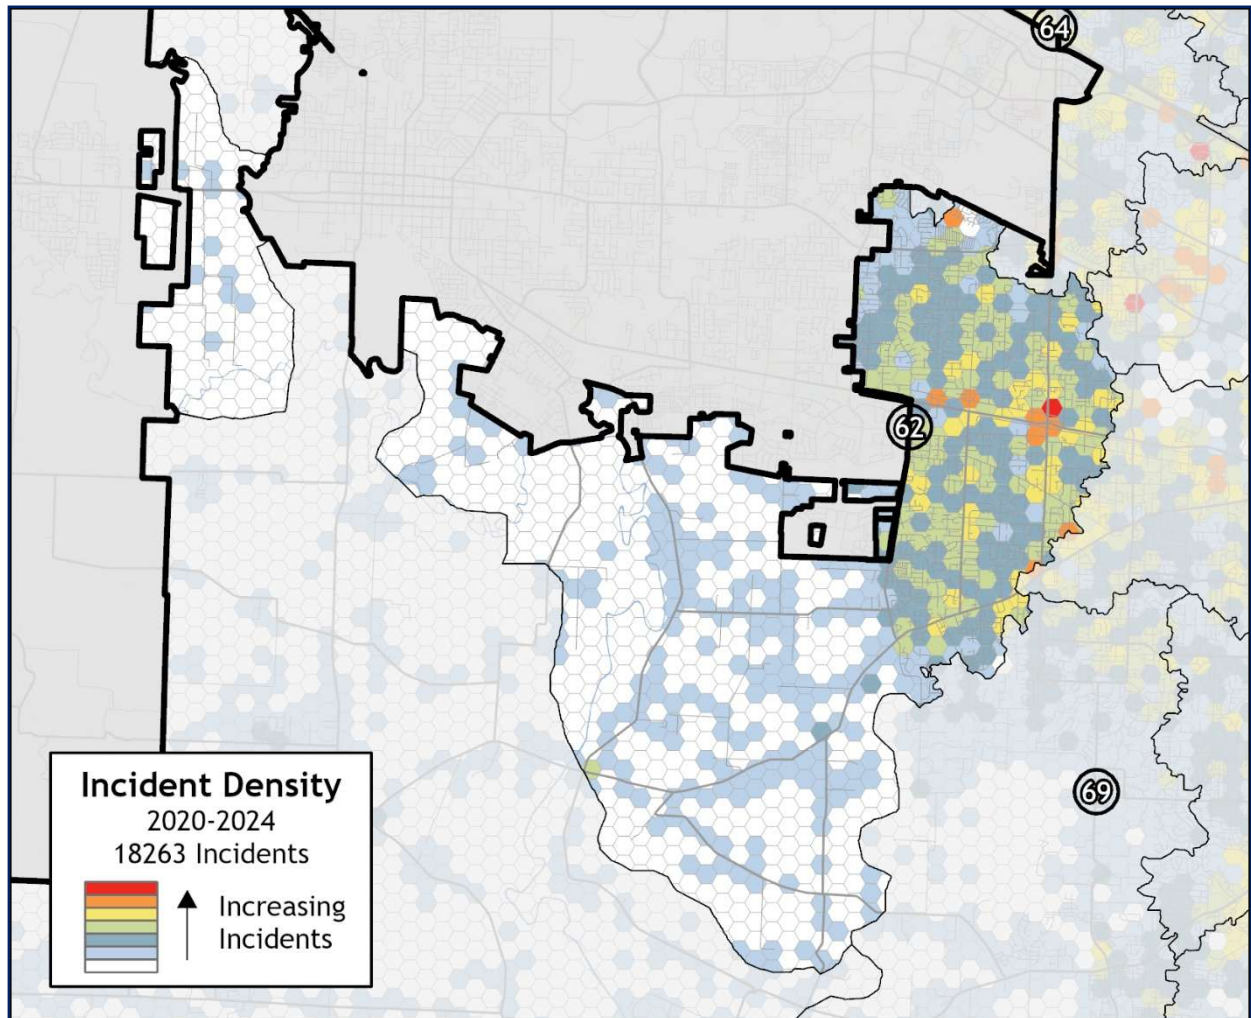 64
62
69
Incident Density
2020-2024
18263 Incidents
Increasing
Incidents